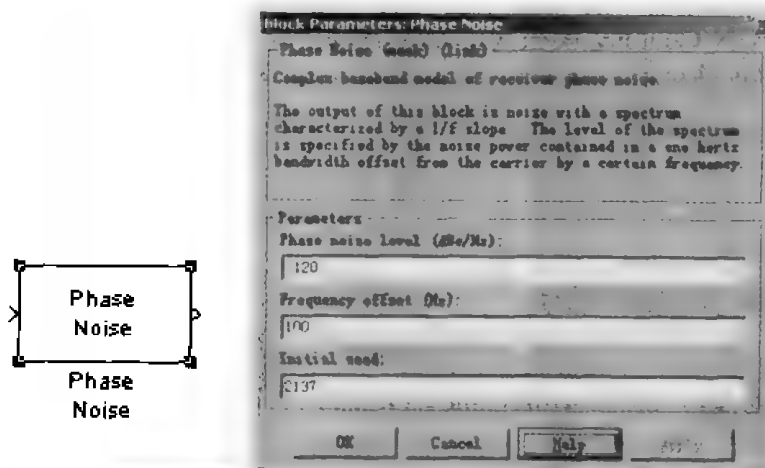 Block Parameters: Phase Noise
Phase Noise (mask) (link)
Complex baseband model of receiver phase noise
The output of this block is noise with a spectrum
characterized by a 1/f slope. The level of the spectrum
is specified by the noise power contained in a one hertz
bandwidth offset from the carrier by a certain frequency.
Parameters
Phase noise level (dBc/Hz):
120
Frequency offset (Hz):
100
Initial seed:
2137
OK Cancel Help Apply
Phase
Noise
Phase
Noise